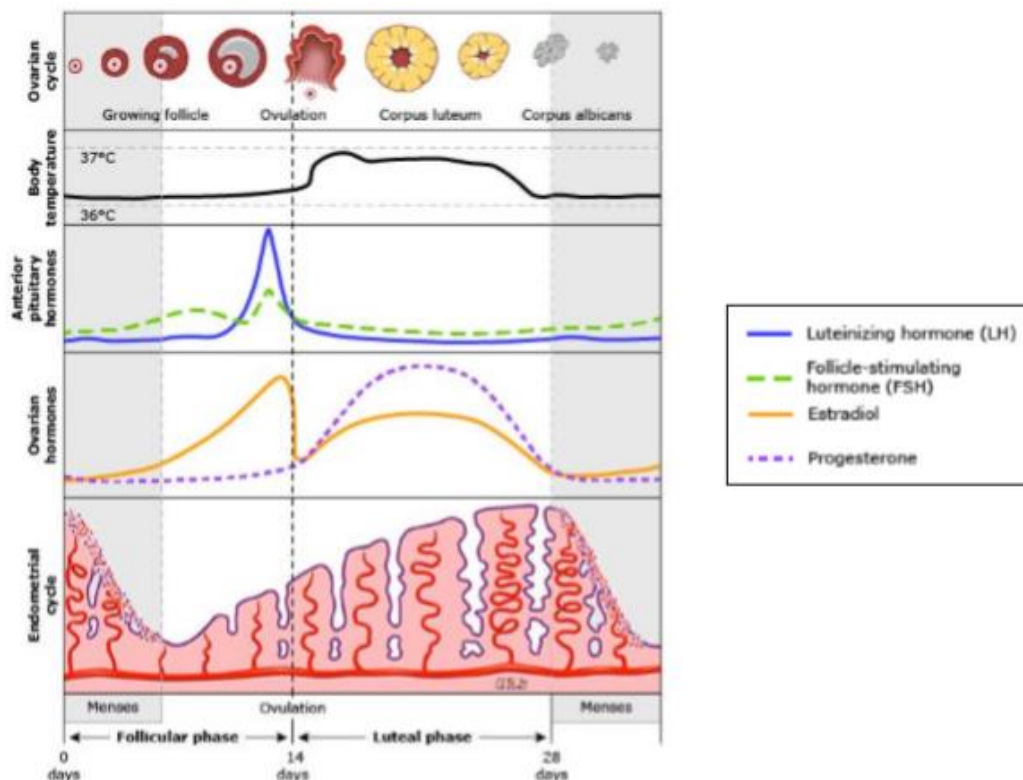 Ovarian
cycle
Growing follicle
Ovulation
Corpus luteum
Corpus albicans
Body
temperature
37°C
36°C
Anterior
pituitary
hormones
Ovarian
hormones
Endometrial
cycle
Menses
Ovulation
Menses
Follicular phase
Luteal phase
0
days
14
days
28
days
Luteinizing hormone (LH)
Follicle-stimulating
hormone (FSH)
Estradiol
Progesterone